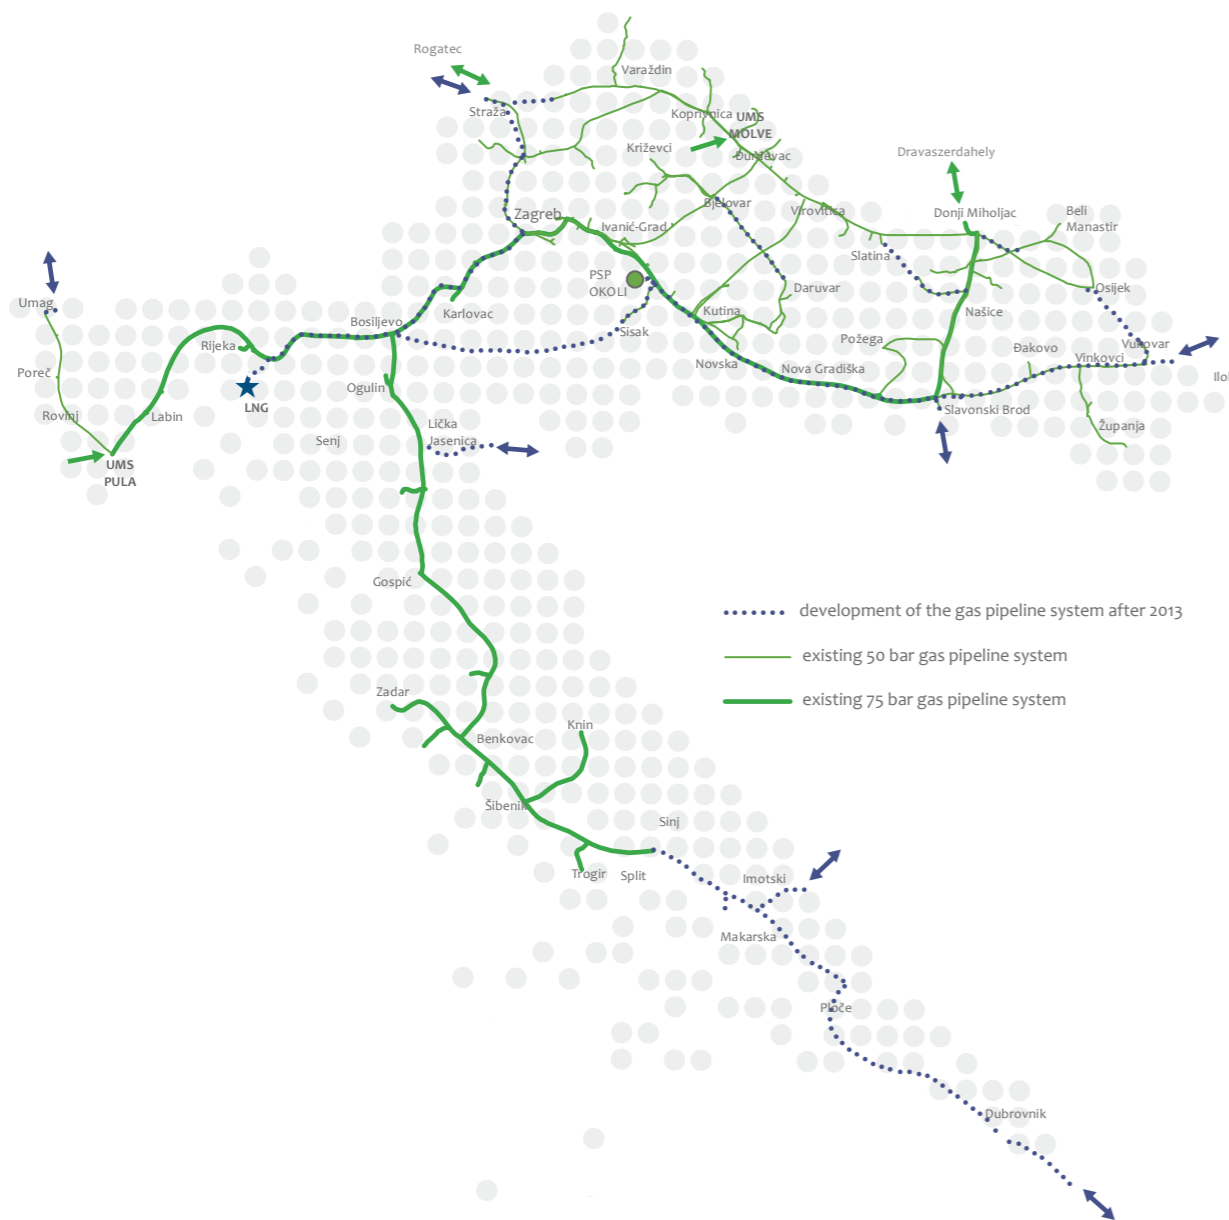 Rogatec
Varaždin
Straža
Koprivnica
UMS
MOLVE
Križevci
Đurđevac
Dravaszerdahely
Bjelovar
Virovitica
Zagreb
Donji Miholjac
Beli
Manastir
Ivanić-Grad
Slatina
PSP
OKOLI
Daruvar
Osijek
Umag
Karlovac
Kutina
Našice
Bosiljevo
Sisak
Rijeka
Požega
Đakovo
Vukovar
Vinkovci
Poreč
Novska
Nova Gradiška
Ogulin
LNG
Rovinj
Labin
Slavonski Brod
Lička
Jasenica
Senj
Županja
UMS
PULA
Gospić
development of the gas pipeline system after 2013
existing 50 bar gas pipeline system
existing 75 bar gas pipeline system
Zadar
Knin
Benkovac
Šibenik
Sinj
Trogir
Split
Imotski
Makarska
Ploče
Dubrovnik